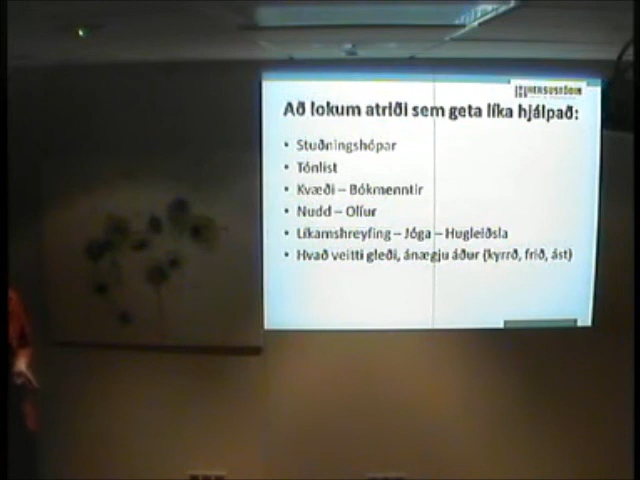 HEILSUSTÖÐIN
Að lokum atriði sem geta líka hjálpað:
• Stuðningshópar
• Tónlist
• Kvæði – Bókmenntir
• Nudd – Olíur
• Líkamshreyfing – Jóga – Hugleiðsla
• Hvað veitti gleði, ánægju áður (kyrrð, frið, ást)